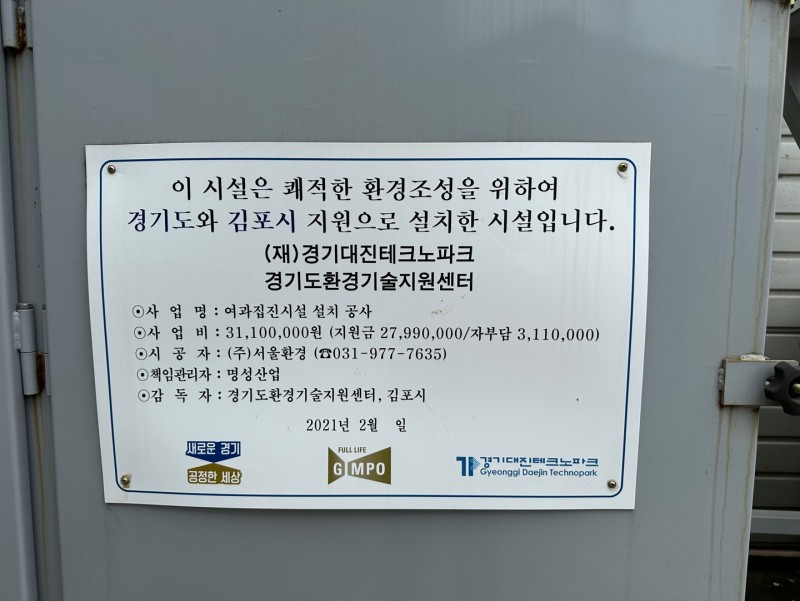 이 시설은 쾌적한 환경조성을 위하여
경기도와 김포시 지원으로 설치한 시설입니다.
(재)경기대진테크노파크
경기도환경기술지원센터
⊙사 업 명 : 여과집진시설 설치 공사
⊙사 업 비 : 31,100,000원 (지원금 27,990,000/자부담 3,110,000)
⊙시 공 자 : (주)서울환경 (☎031-977-7635)
⊙책임관리자 : 명성산업
⊙감 독 자 : 경기도환경기술지원센터, 김포시
2021년 2월 일
새로운 경기
공정한 세상
FULL LIFE
GIMPO
경기대진테크노파크
Gyeonggi Daejin Technopark